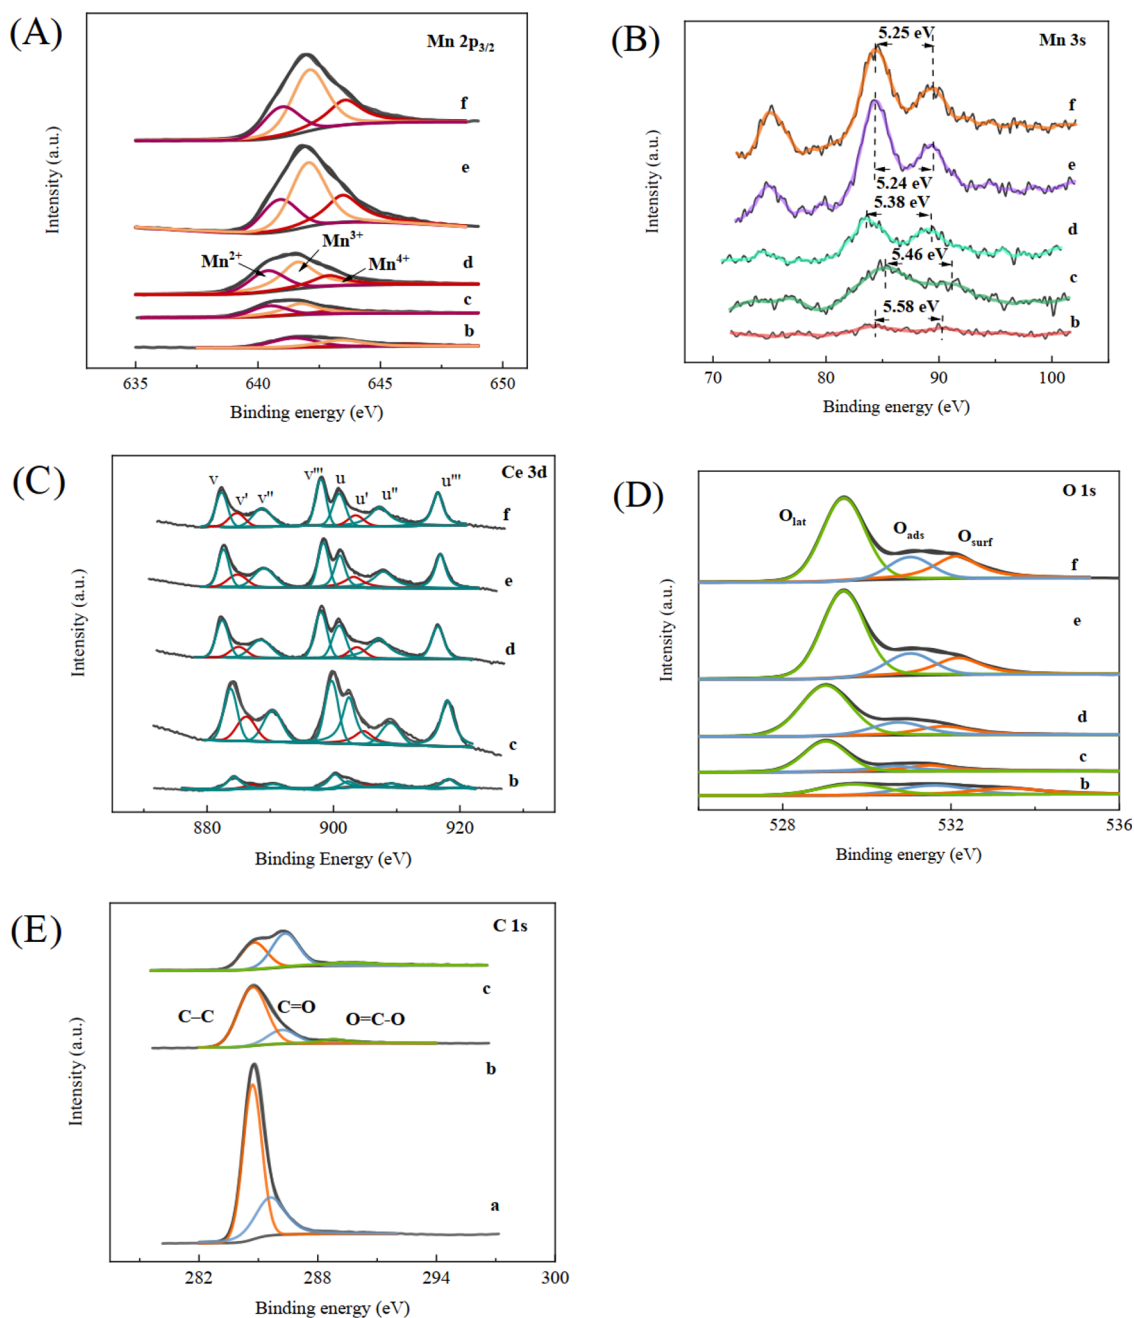 (A)
Mn 2p3/2
f
e
Mn2+
Mn3+
Mn4+
d
c
b
Intensity (a.u.)
635
640
645
650
Binding energy (eV)
(B)
Mn 3s
5.25 eV
f
e
5.24 eV
5.38 eV
d
5.46 eV
c
5.58 eV
b
Intensity (a.u.)
70
80
90
100
Binding energy (eV)
(C)
Ce 3d
v
v'
v''
v'''
u
u'
u''
u'''
f
e
d
c
b
Intensity (a.u.)
880
900
920
Binding Energy (eV)
(D)
O 1s
Olat
Oads
Osurf
f
e
d
c
b
Intensity (a.u.)
528
532
536
Binding energy (eV)
(E)
C 1s
c
C–C
C=O
O=C-O
b
a
Intensity (a.u.)
282
288
294
300
Binding energy (eV)